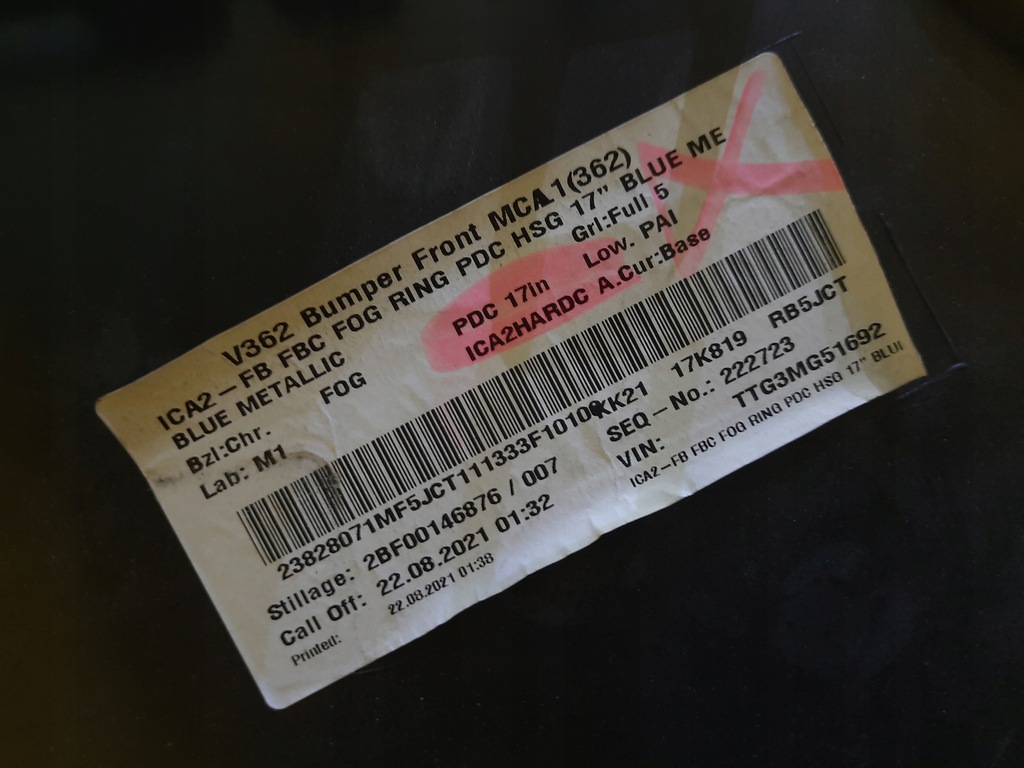 V362 Bumper Front MCA1(362)
ICA2-FB FBC FOG RING PDC HSG 17" BLUE ME
BLUE METALLIC
Bzl:Chr. FOG PDC 17in Grl:Full 5
Lab: M1 ICA2HARDC A.Cur:Base Low. PAI
23828071MF5JCT111333F10100KK21 17K819 RB5JCT
Stillage: 2BF00146876 / 007 SEQ-No.: 222723
Call Off: 22.08.2021 01:32 VIN: TTG3MG51692
Printed: 22.08.2021 01:38 ICA2-FB FBC FOG RING PDC HSG 17" BLUI